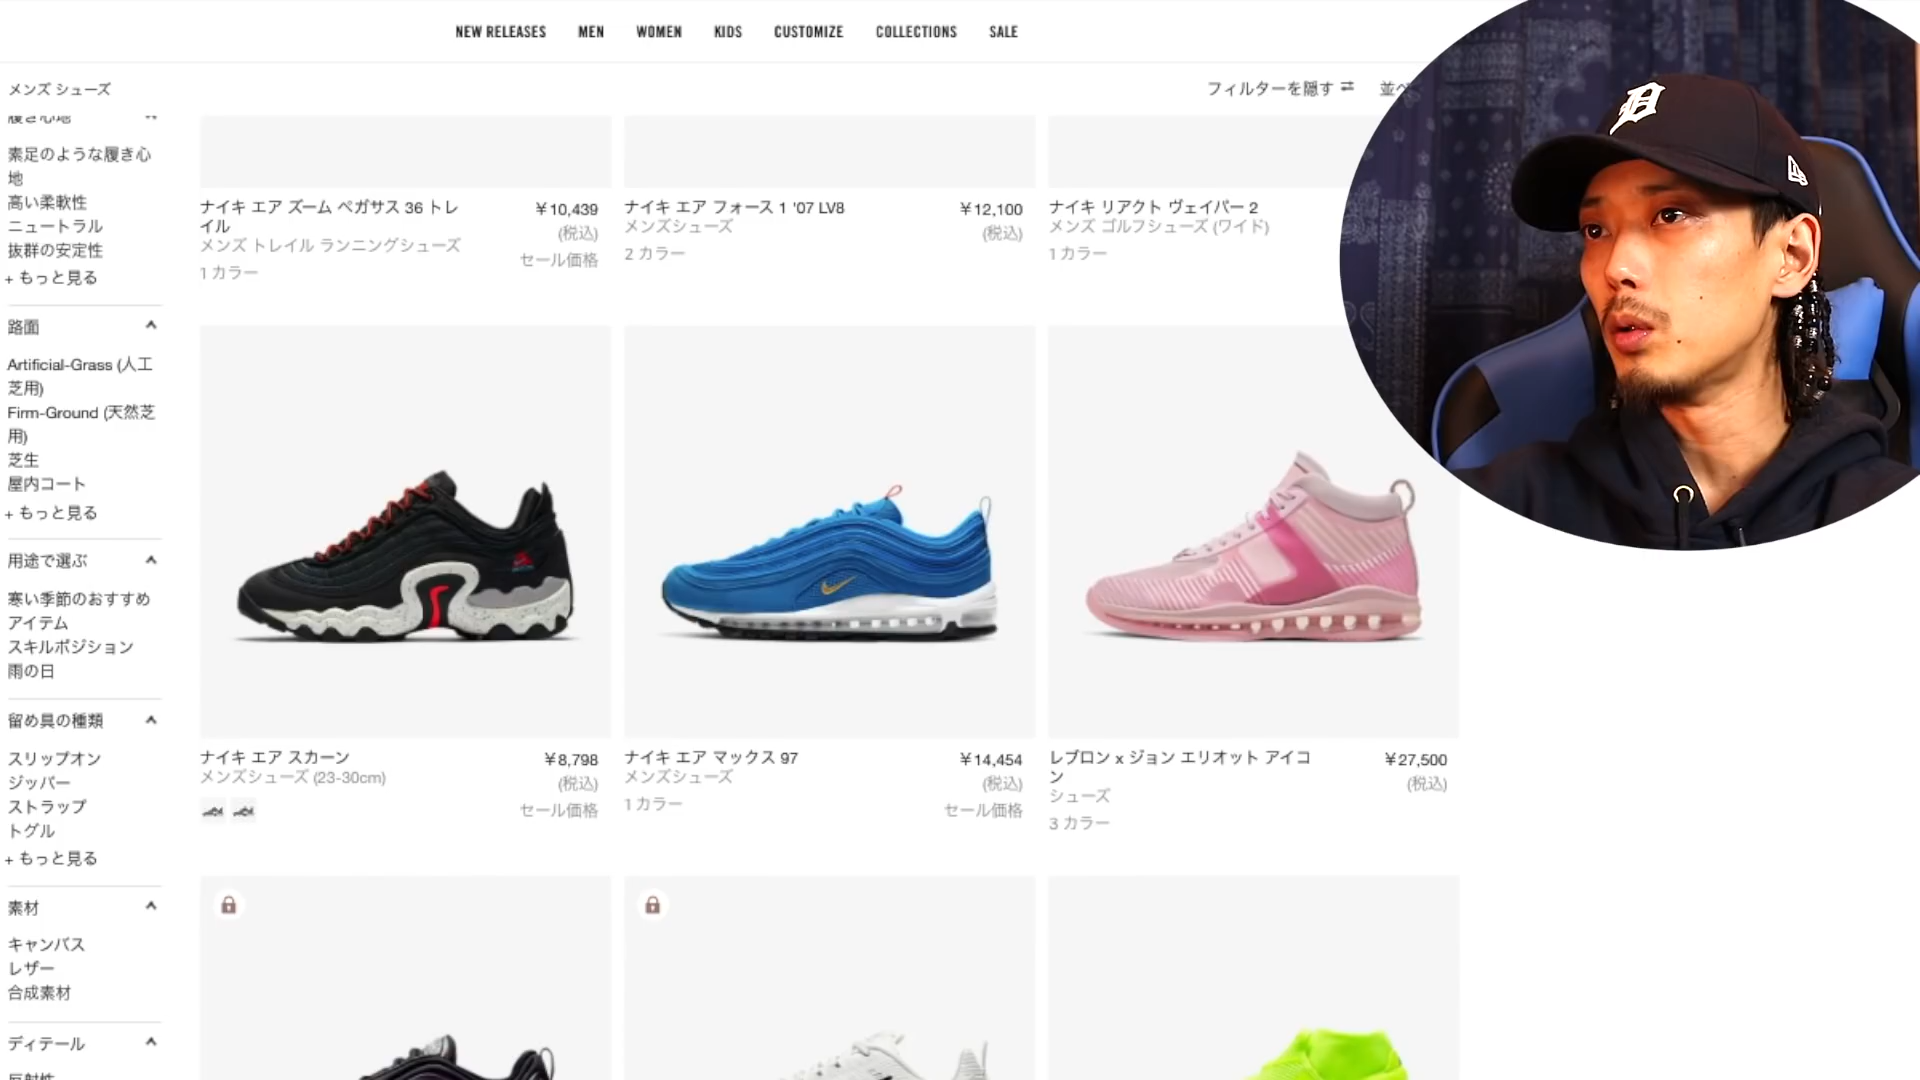 NEW RELEASES MEN WOMEN KIDS CUSTOMIZE COLLECTIONS SALE
メンズ シューズ
フィルターを隠す
並べ
履き心地
素足のような履き心
地
高い柔軟性
ニュートラル
抜群の安定性
+ もっと見る
路面
Artificial-Grass (人工
芝用)
Firm-Ground (天然芝
用)
芝生
屋内コート
+ もっと見る
用途で選ぶ
寒い季節のおすすめ
アイテム
スキルポジション
雨の日
留め具の種類
スリップオン
ジッパー
ストラップ
トグル
+ もっと見る
素材
キャンバス
レザー
合成素材
ディテール
反射性
ナイキ エア ズーム ペガサス 36 トレ
イル
メンズ トレイル ランニングシューズ
1 カラー
¥10,439
(税込)
セール価格
ナイキ エア フォース 1 '07 LV8
メンズシューズ
2 カラー
¥12,100
(税込)
ナイキ リアクト ヴェイパー 2
メンズ ゴルフシューズ (ワイド)
1 カラー
ナイキ エア スカーン
メンズシューズ (23-30cm)
¥8,798
(税込)
セール価格
ナイキ エア マックス 97
メンズシューズ
1 カラー
¥14,454
(税込)
セール価格
レブロン x ジョン エリオット アイコ
ン
シューズ
3 カラー
¥27,500
(税込)